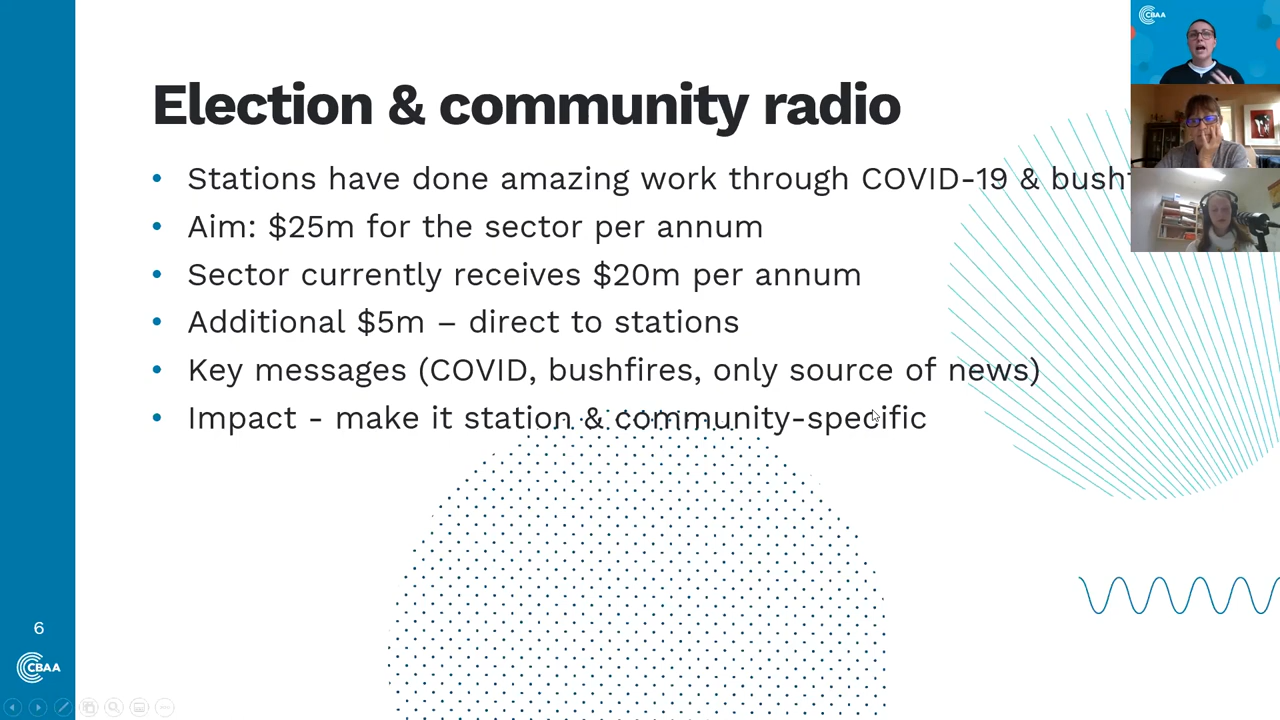 CBAA
Election & community radio
Stations have done amazing work through COVID-19 &
Aim: $25m for the sector per annum
Sector currently receives $20m per annum
Additional $5m – direct to stations
Key messages (COVID, bushfires, only source of news)
Impact - make it station & community-specific
6
CBAA